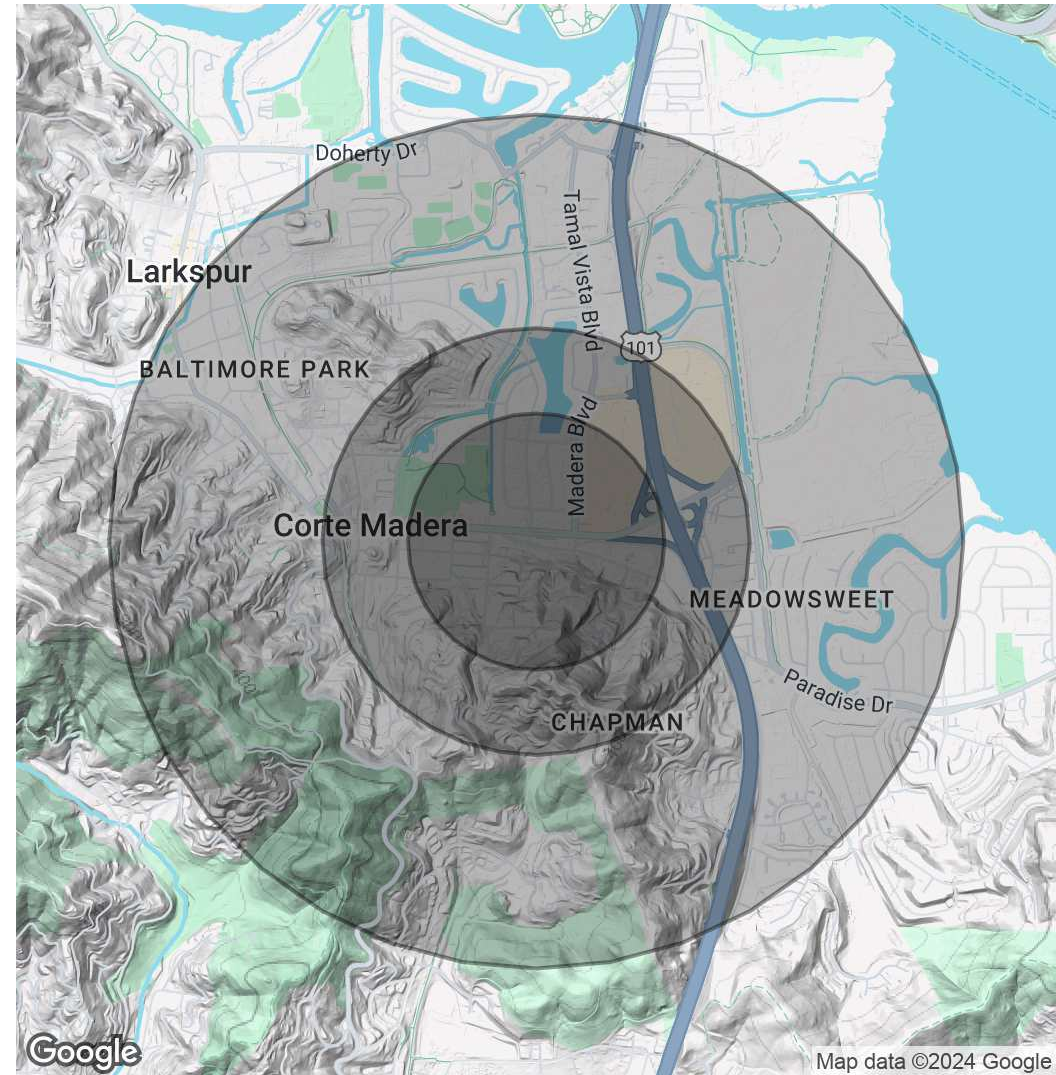 Doherty Dr
Tamal Vista Blvd
Larkspur
101
BALTIMORE PARK
Madera Blvd
Corte Madera
MEADOWSWEET
Paradise Dr
CHAPMAN
Google
Map data ©2024 Google